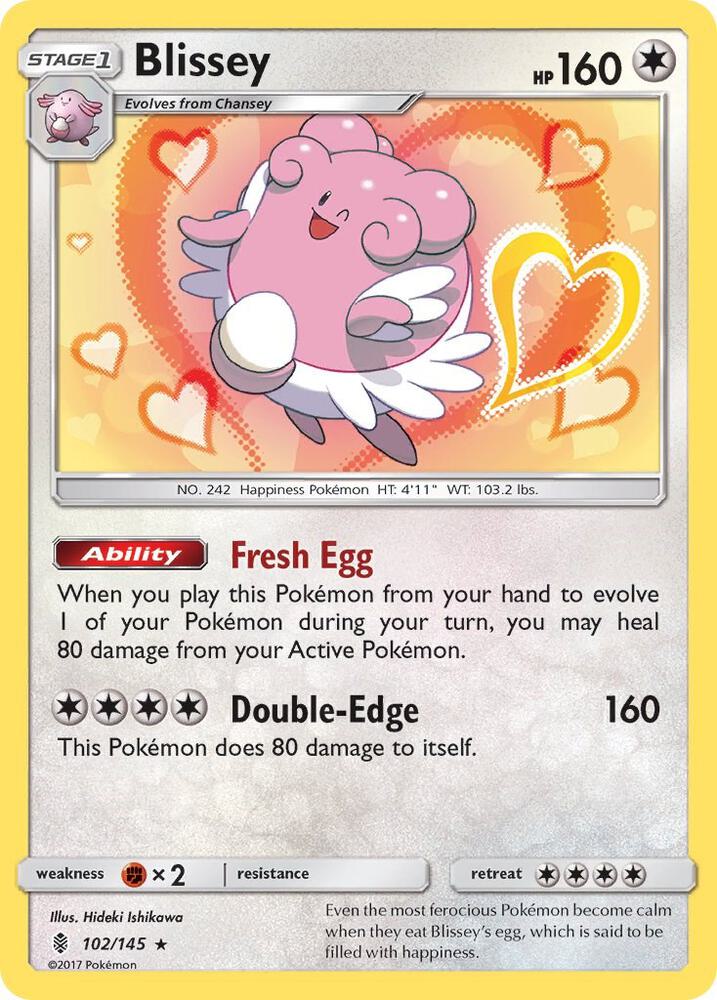 STAGE1
Blissey
HP 160
Evolves from Chansey
NO. 242 Happiness Pokémon HT: 4'11" WT: 103.2 lbs.
Ability Fresh Egg
When you play this Pokémon from your hand to evolve
1 of your Pokémon during your turn, you may heal
80 damage from your Active Pokémon.
Double-Edge 160
This Pokémon does 80 damage to itself.
weakness ×2 resistance retreat
Illus. Hideki Ishikawa
102/145 ★
©2017 Pokémon
Even the most ferocious Pokémon become calm
when they eat Blissey's egg, which is said to be
filled with happiness.